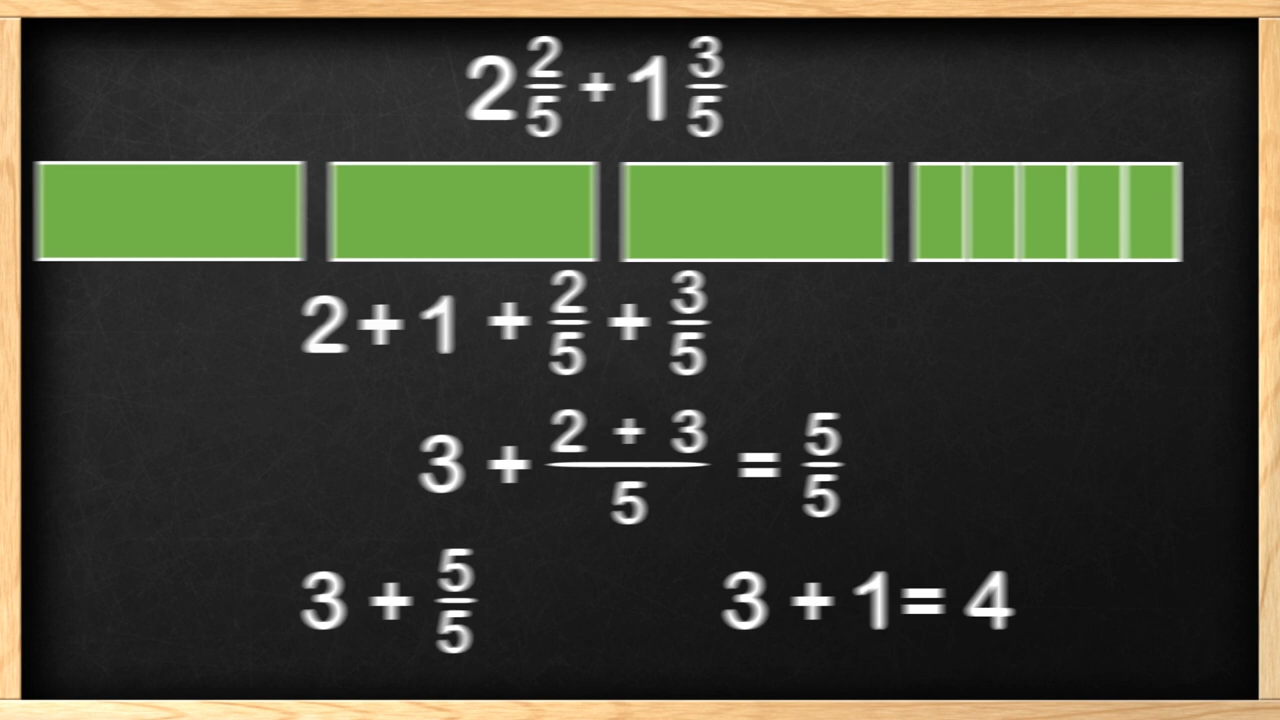 2 2/5 + 1 3/5
2 + 1 + 2/5 + 3/5
3 + (2 + 3)/5 = 5/5
3 + 5/5    3 + 1 = 4